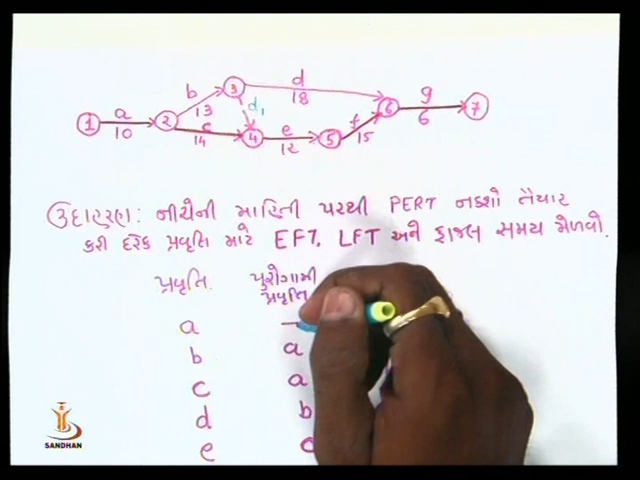 b d g
1 a 2 3 18 6 7
10 13 d1 6
c 4 e 5 f
14 12 15
ઉદાહરણ: નીચેની માહિતી પરથી PERT નકશો તૈયાર
કરી દરેક પ્રવૃતિ માટે EFT, LFT અને ફાજલ સમય મેળવો.
પ્રવૃતિ પુરોગામી
પ્રવૃતિ
a –
b a
c a
d b
e
SANDHAN